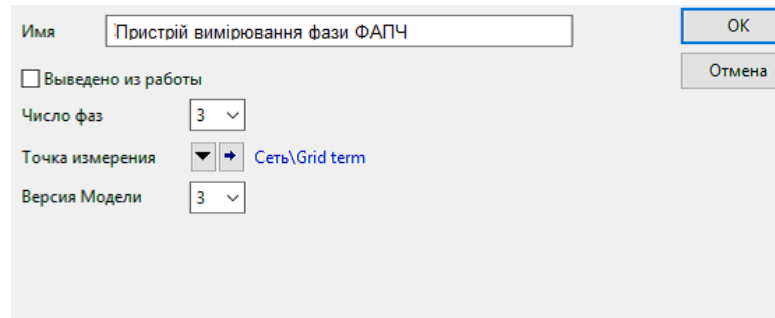 Имя Пристрій вимірювання фази ФАПЧ OK
Выведено из работы Отмена
Число фаз 3
Точка измерения Сеть\Grid term
Версия Модели 3